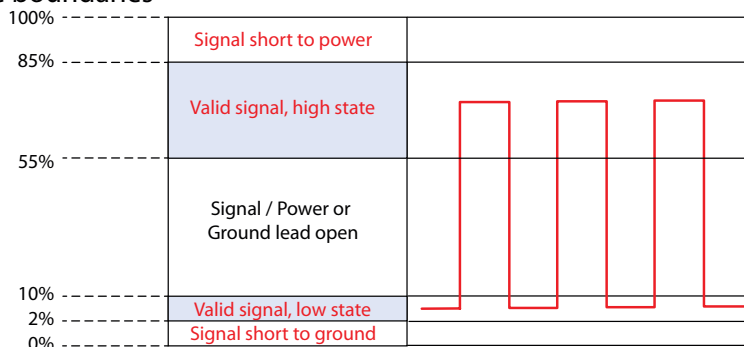 boundaries
100%
Signal short to power
85%
Valid signal, high state
55%
Signal / Power or
Ground lead open
10%
Valid signal, low state
2%
Signal short to ground
0%